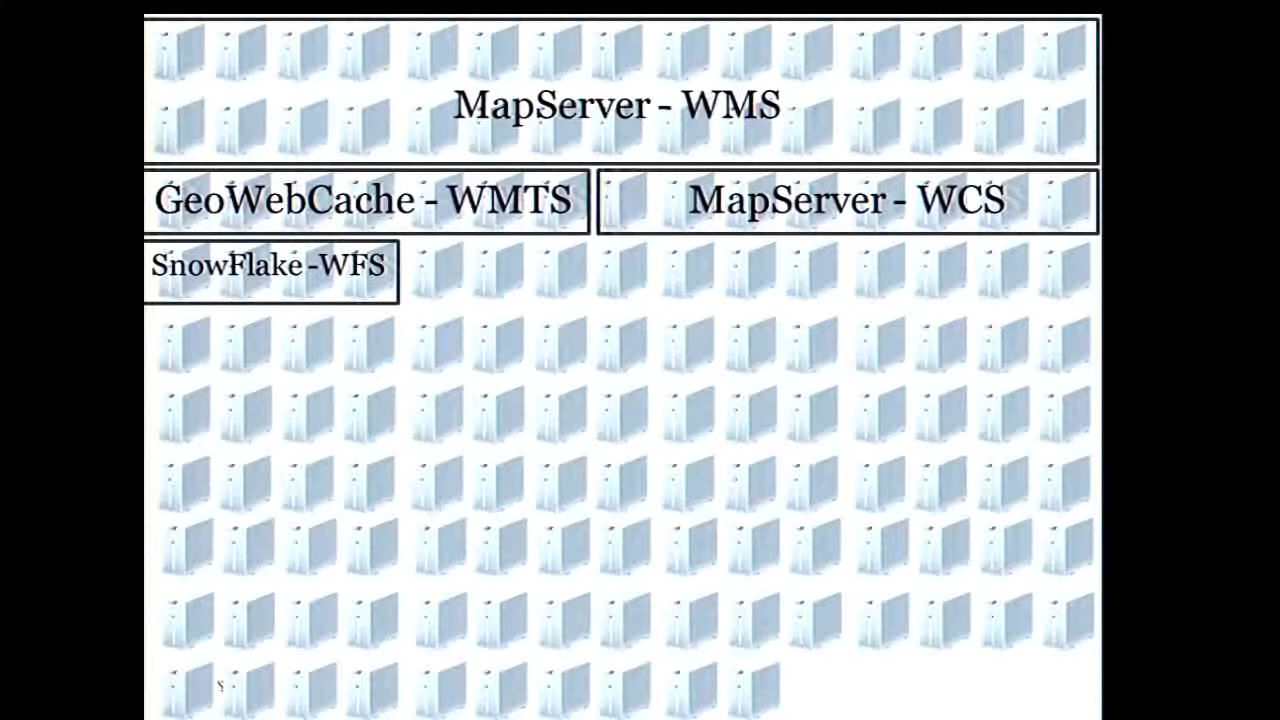 MapServer - WMS
GeoWebCache - WMTS
MapServer - WCS
SnowFlake -WFS